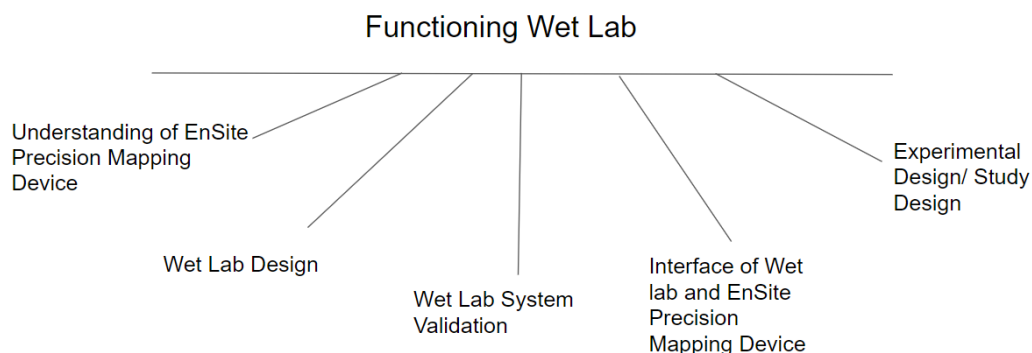 Functioning Wet Lab
Understanding of EnSite
Precision Mapping
Device
Wet Lab Design
Wet Lab System
Validation
Interface of Wet
lab and EnSite
Precision
Mapping Device
Experimental
Design/ Study
Design